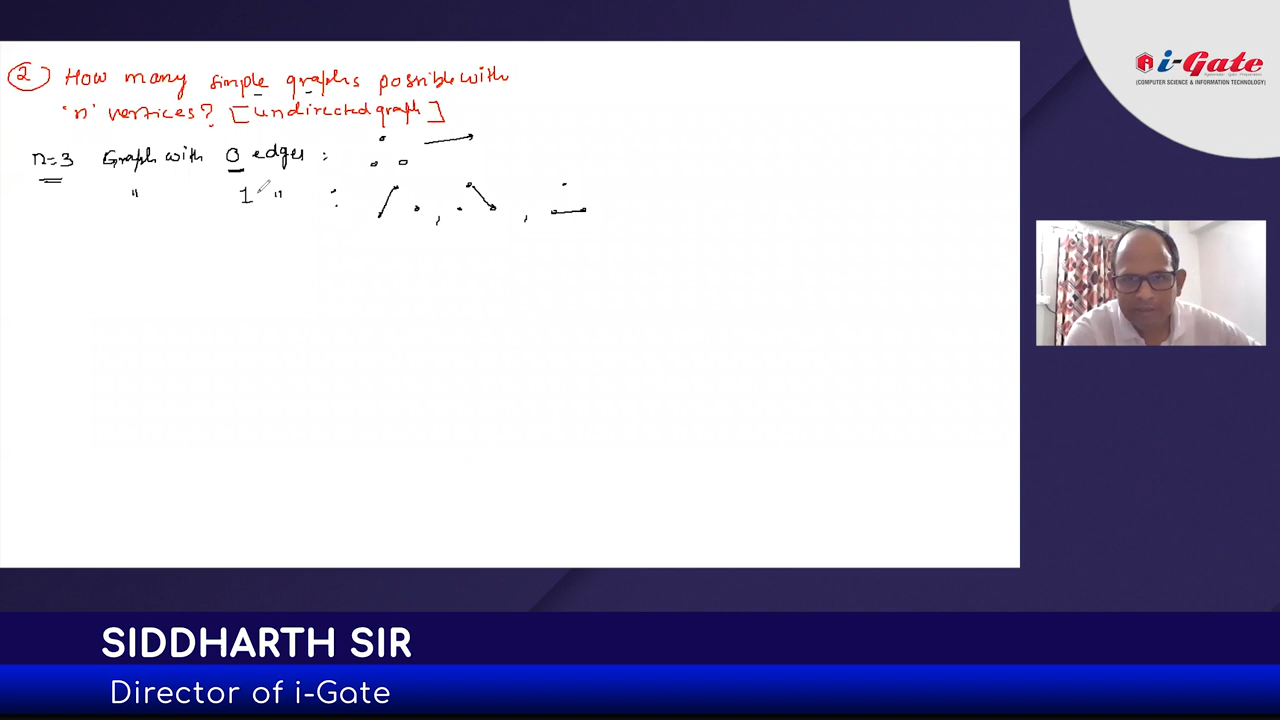 i-Gate
(COMPUTER SCIENCE & INFORMATION TECHNOLOGY)
② How many simple graphs possible with
'n' vertices? [undirected graph]
n=3 Graph with 0 edges :
" 1 " :
SIDDHARTH SIR
Director of i-Gate